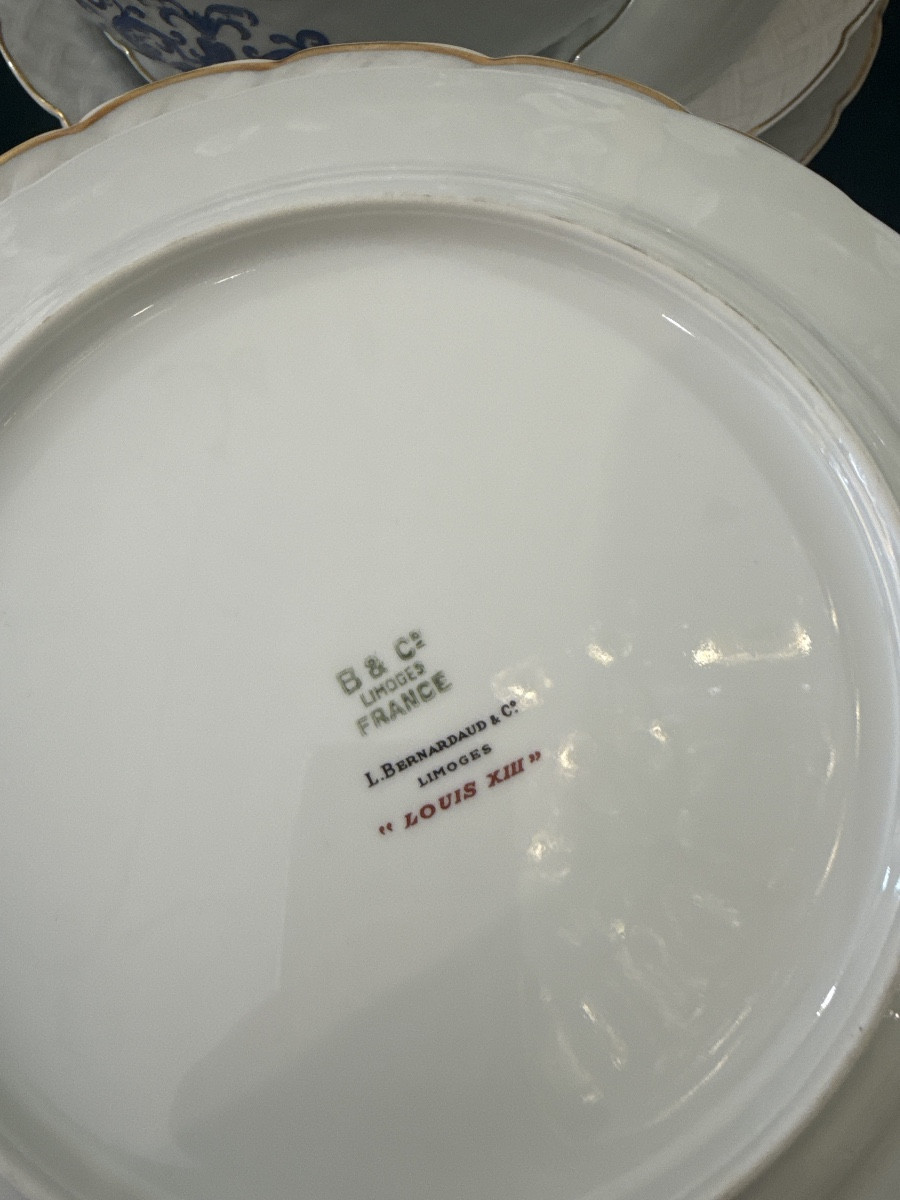 B & Cº
LIMOGES
FRANCE
L. BERNARDAUD & Cº
LIMOGES
“ LOUIS XIII ”